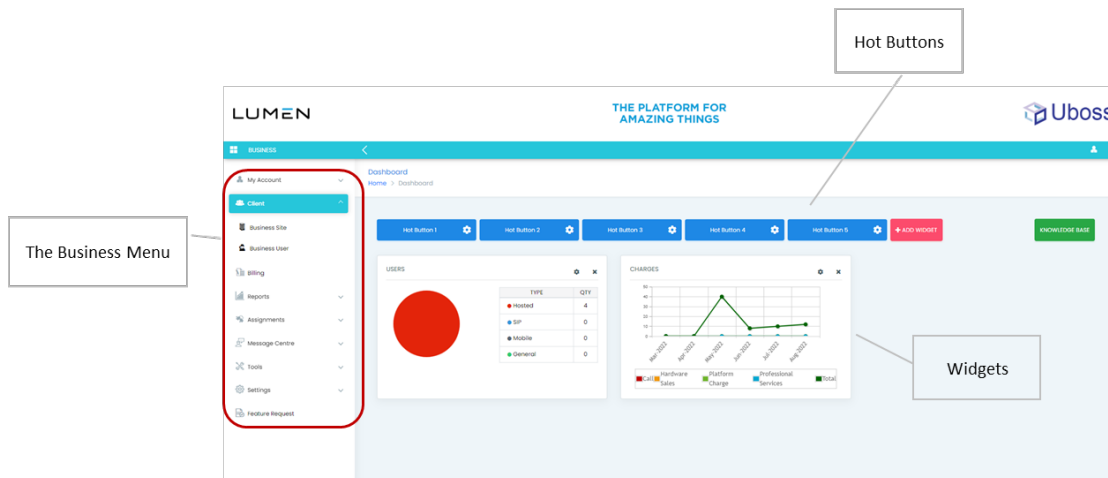 Hot Buttons
LUMEN
THE PLATFORM FOR
AMAZING THINGS
Uboss
BUSINESS
My Account
Dashboard
Home > Dashboard
Client
Business Site
Hot Button 1
Hot Button 2
Hot Button 3
Hot Button 4
Hot Button 5
+ ADD WIDGET
KNOWLEDGE BASE
The Business Menu
Business User
Billing
Reports
Assignments
Message Centre
Tools
Settings
Feature Request
USERS
TYPE QTY
Hosted 4
SIP 0
Mobile 0
General 0
CHARGES
50
40
30
20
10
0
Mar 2022
Apr 2022
May 2022
Jun 2022
Jul 2022
Aug 2022
Call
Hardware
Sales
Platform
Charge
Professional
Services
Total
Widgets